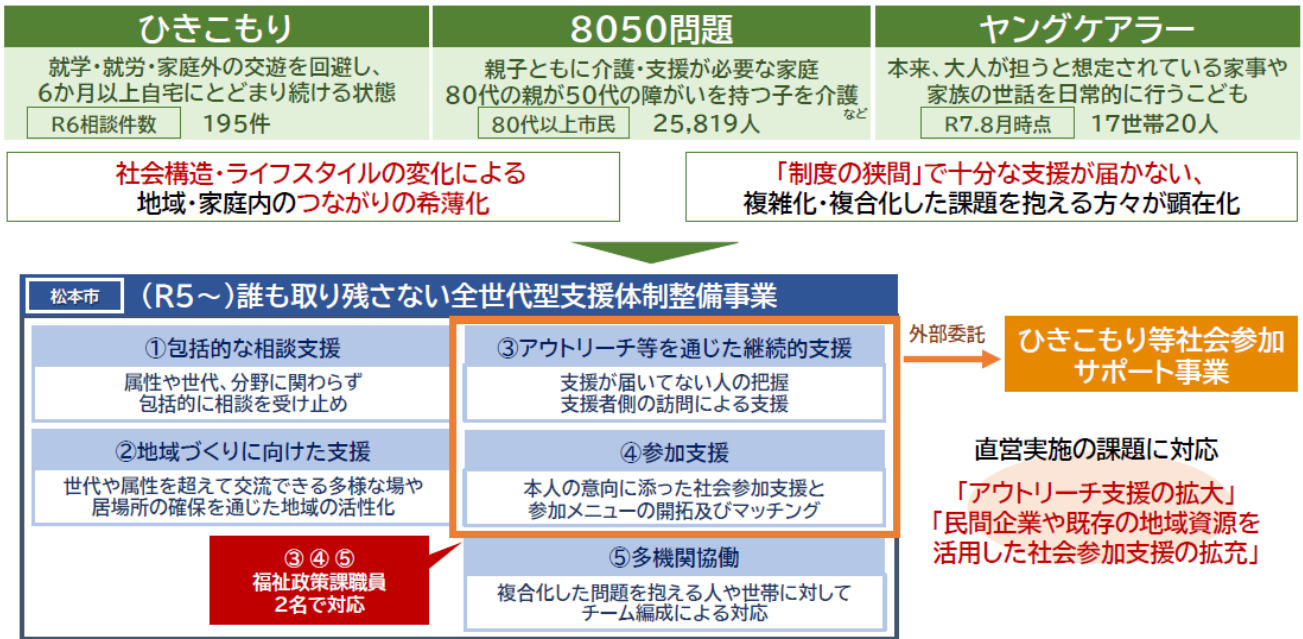 ひきこもり
就学・就労・家庭外の交遊を回避し、
6か月以上自宅にとどまり続ける状態
R6相談件数 195件
8050問題
親子ともに介護・支援が必要な家庭
80代の親が50代の障がいを持つ子を介護
など
80代以上市民 25,819人
ヤングケアラー
本来、大人が担うと想定されている家事や
家族の世話を日常的に行うこども
R7.8月時点 17世帯20人
社会構造・ライフスタイルの変化による
地域・家庭内のつながりの希薄化
「制度の狭間」で十分な支援が届かない、
複雑化・複合化した課題を抱える方々が顕在化
松本市 (R5～)誰も取り残さない全世代型支援体制整備事業
①包括的な相談支援
属性や世代、分野に関わらず
包括的に相談を受け止め
②地域づくりに向けた支援
世代や属性を超えて交流できる多様な場や
居場所の確保を通じた地域の活性化
③アウトリーチ等を通じた継続的支援
支援が届いてない人の把握
支援者側の訪問による支援
④参加支援
本人の意向に添った社会参加支援と
参加メニューの開拓及びマッチング
③④⑤
福祉政策課職員
2名で対応
⑤多機関協働
複合化した問題を抱える人や世帯に対して
チーム編成による対応
外部委託
ひきこもり等社会参加
サポート事業
直営実施の課題に対応
「アウトリーチ支援の拡大」
「民間企業や既存の地域資源を
活用した社会参加支援の拡充」